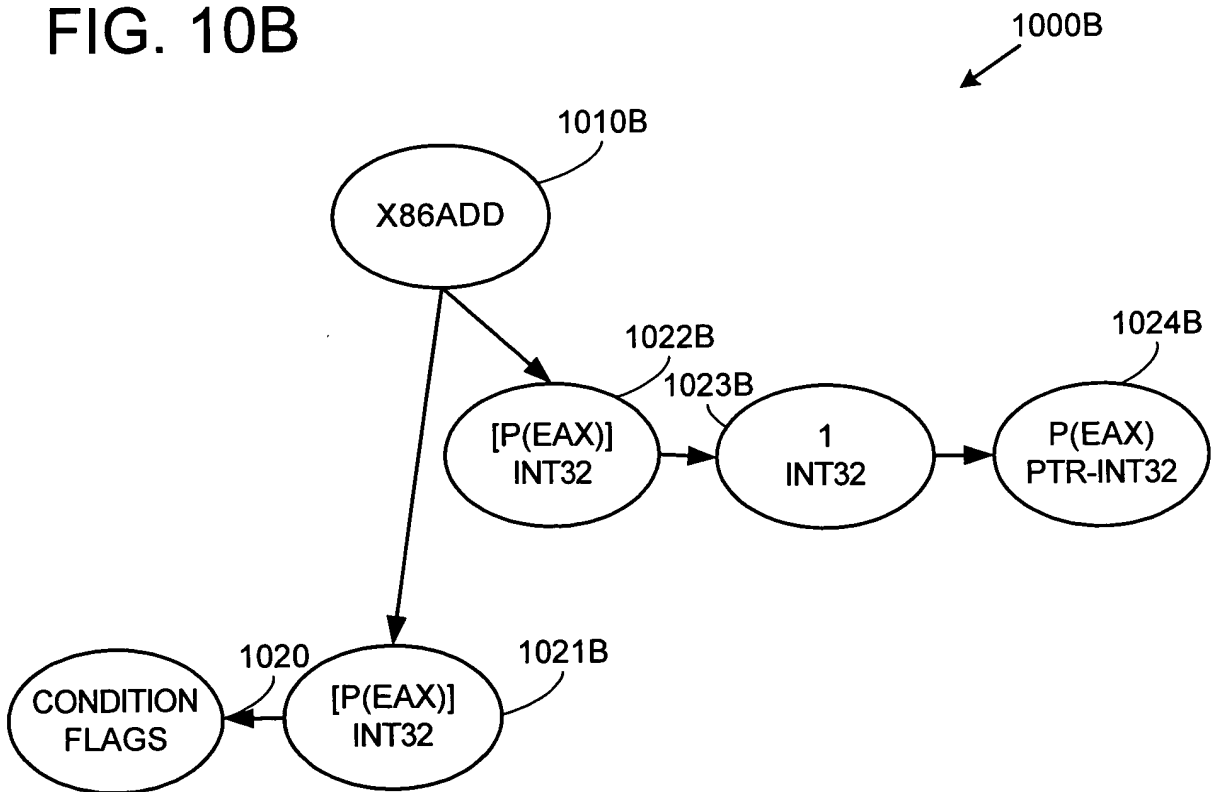 FIG. 10B
1000B
1010B
X86ADD
1022B
1024B
1023B
[P(EAX)]
INT32
1
INT32
P(EAX)
PTR-INT32
1020
1021B
CONDITION
FLAGS
[P(EAX)]
INT32